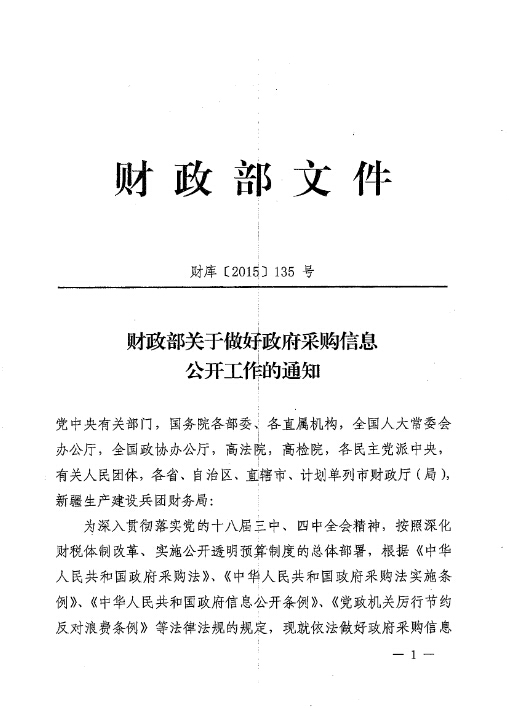 财政部文件
财库〔2015〕135 号
财政部关于做好政府采购信息
公开工作的通知
党中央有关部门，国务院各部委、各直属机构，全国人大常委会
办公厅，全国政协办公厅，高法院，高检院，各民主党派中央，
有关人民团体，各省、自治区、直辖市、计划单列市财政厅（局），
新疆生产建设兵团财务局：
为深入贯彻落实党的十八届三中、四中全会精神，按照深化
财税体制改革、实施公开透明预算制度的总体部署，根据《中华
人民共和国政府采购法》、《中华人民共和国政府采购法实施条
例》、《中华人民共和国政府信息公开条例》、《党政机关厉行节约
反对浪费条例》等法律法规的规定，现就依法做好政府采购信息
— 1 —